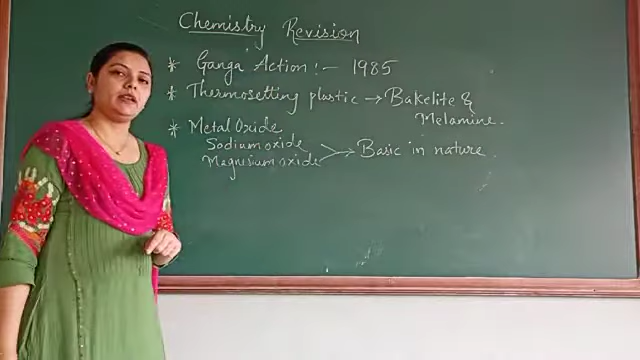 Chemistry Revision
* Ganga Action :- 1985
* Thermosetting plastic → Bakelite &
Melamine.
* Metal Oxide
Sodium oxide
Magnesium oxide > Basic in nature.